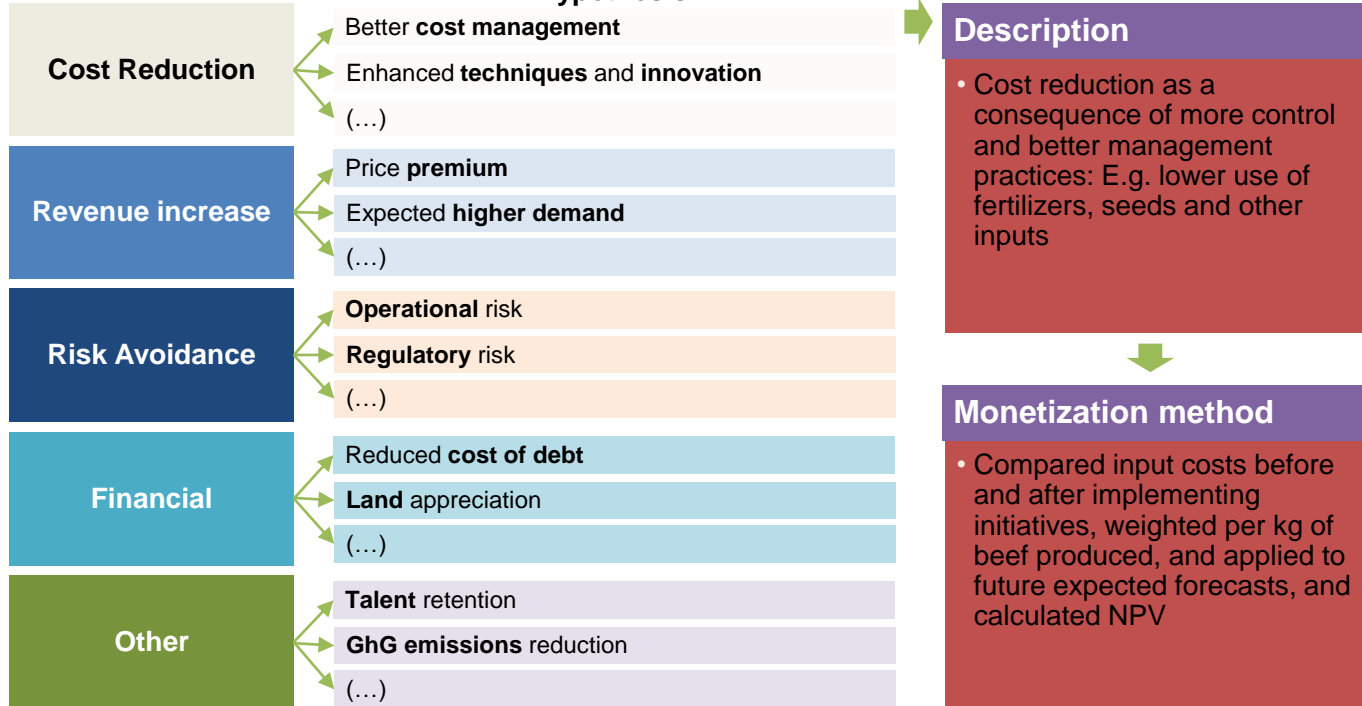 Cost Reduction
Better cost management
Enhanced techniques and innovation
(…)
Revenue increase
Price premium
Expected higher demand
(…)
Risk Avoidance
Operational risk
Regulatory risk
(…)
Financial
Reduced cost of debt
Land appreciation
(…)
Other
Talent retention
GhG emissions reduction
(…)
Description
• Cost reduction as a
consequence of more control
and better management
practices: E.g. lower use of
fertilizers, seeds and other
inputs
Monetization method
• Compared input costs before
and after implementing
initiatives, weighted per kg of
beef produced, and applied to
future expected forecasts, and
calculated NPV